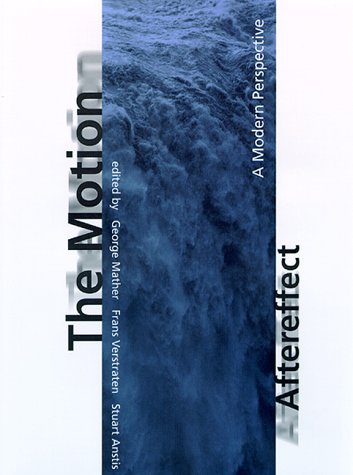 The Motion
Aftereffect
A Modern Perspective
edited by George Mather Frans Verstraten Stuart Anstis